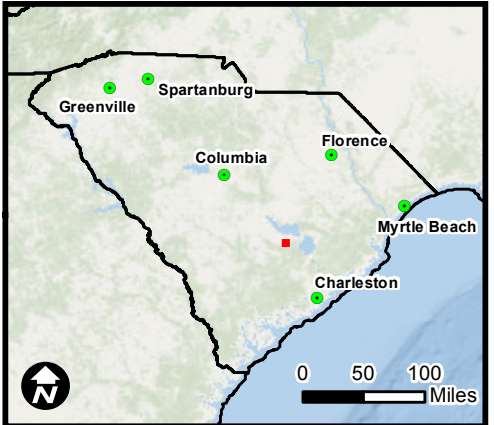 Spartanburg
Greenville
Florence
Columbia
Myrtle Beach
Charleston
0 50 100
Miles
N